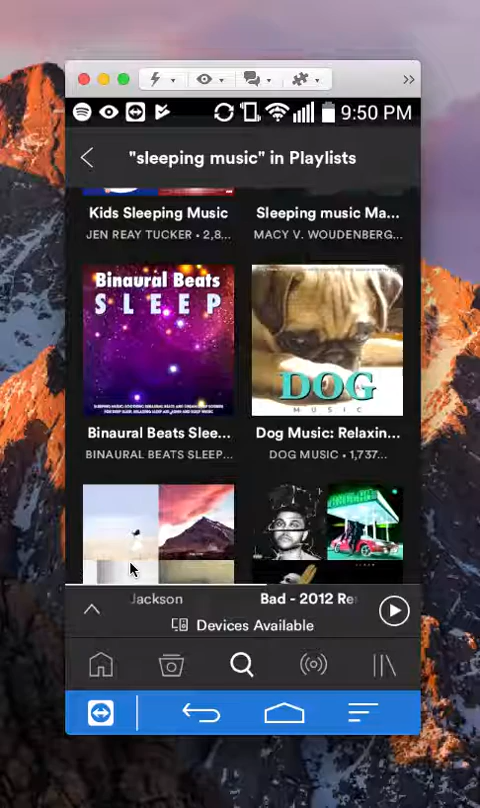 9:50 PM
"sleeping music" in Playlists
Kids Sleeping Music
JEN REAY TUCKER • 2,8...
Sleeping music Ma...
MACY V. WOUDENBERG...
Binaural Beats
SLEEP
DOG
MUSIC
Binaural Beats Slee...
BINAURAL BEATS SLEEP...
Dog Music: Relaxin...
DOG MUSIC • 1,737...
Jackson
Bad - 2012 Re
Devices Available